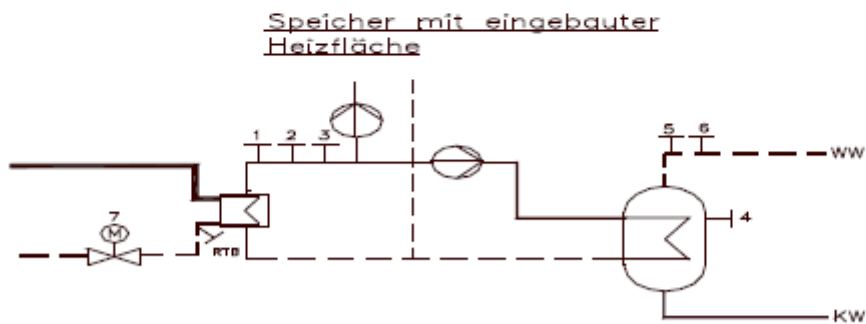 Speicher mit eingebauter
Heizfläche
1 2 3
5 6
WW
7
M
RTB
4
KW